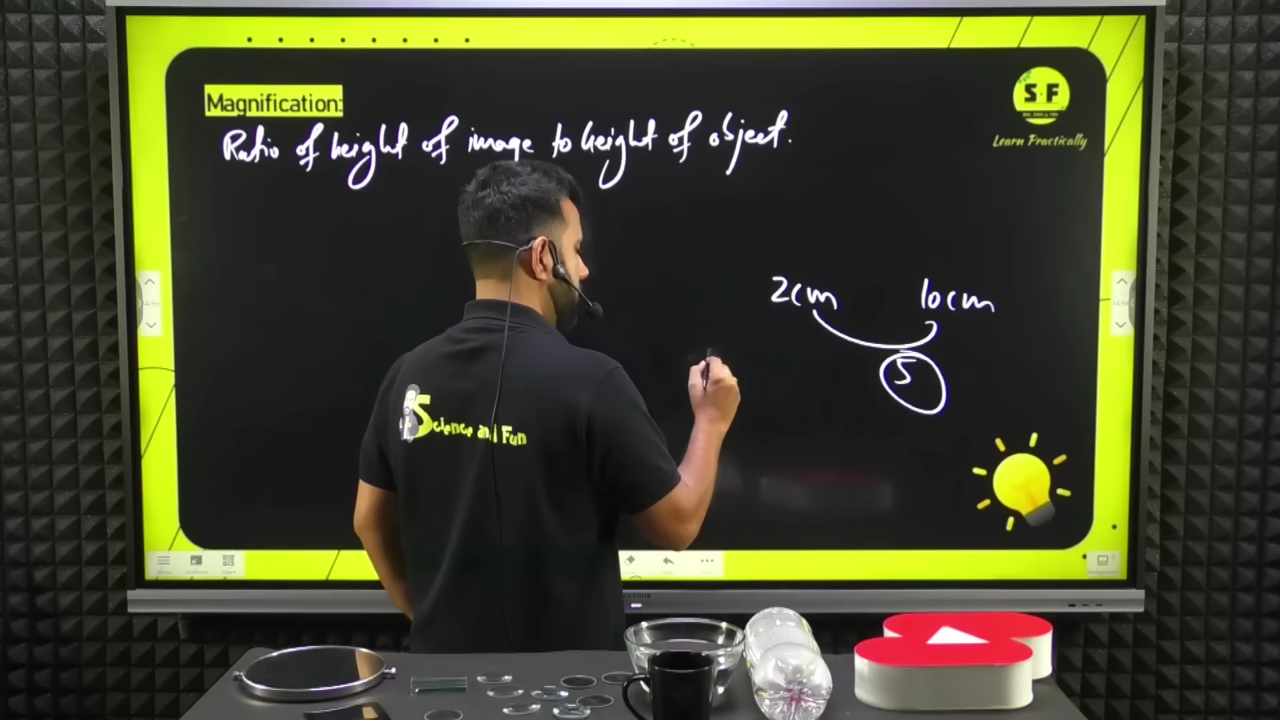 Magnification:
Ratio of height of image to height of object.
S F
Learn Practically
2cm 10cm
5
Science and Fun